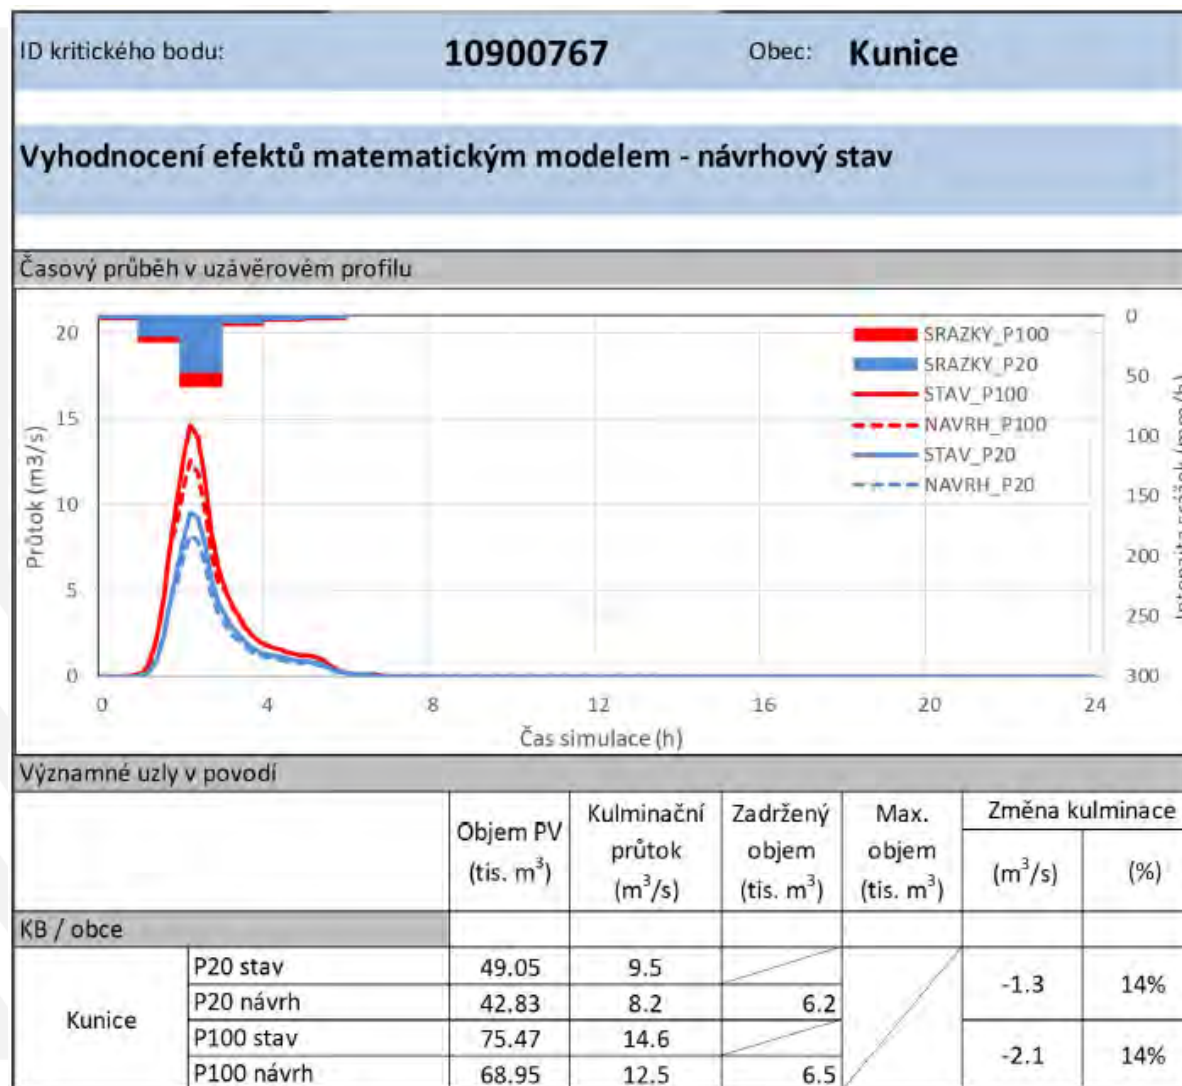 ID kritického bodu: 10900767 Obec: Kunice
Vyhodnocení efektů matematickým modelem - návrhový stav
Časový průběh v uzávěrovém profilu
20
15
10
5
0
Průtok (m3/s)
0 4 8 12 16 20 24
Čas simulace (h)
0
50
100
150
200
250
300
SRAZKY_P100
SRAZKY_P20
STAV_P100
NAVRH_P100
STAV_P20
NAVRH_P20
Významné uzly v povodí
Objem PV (tis. m³)
Kulminační průtok (m³/s)
Zadržený objem (tis. m³)
Max. objem (tis. m³)
Změna kulminace
(m³/s) (%)
KB / obce
Kunice
P20 stav 49.05 9.5
-1.3 14%
P20 návrh 42.83 8.2 6.2
P100 stav 75.47 14.6
-2.1 14%
P100 návrh 68.95 12.5 6.5